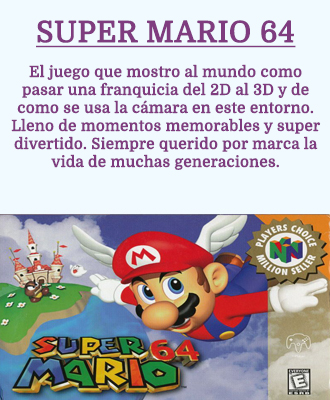 SUPER MARIO 64
El juego que mostro al mundo como
pasar una franquicia del 2D al 3D y de
como se usa la cámara en este entorno.
Lleno de momentos memorables y super
divertido. Siempre querido por marca la
vida de muchas generaciones.
PLAYERS CHOICE
N
MILLION SELLER
M
SUPER
MARIO 64
EVERYONE
E
ESRB